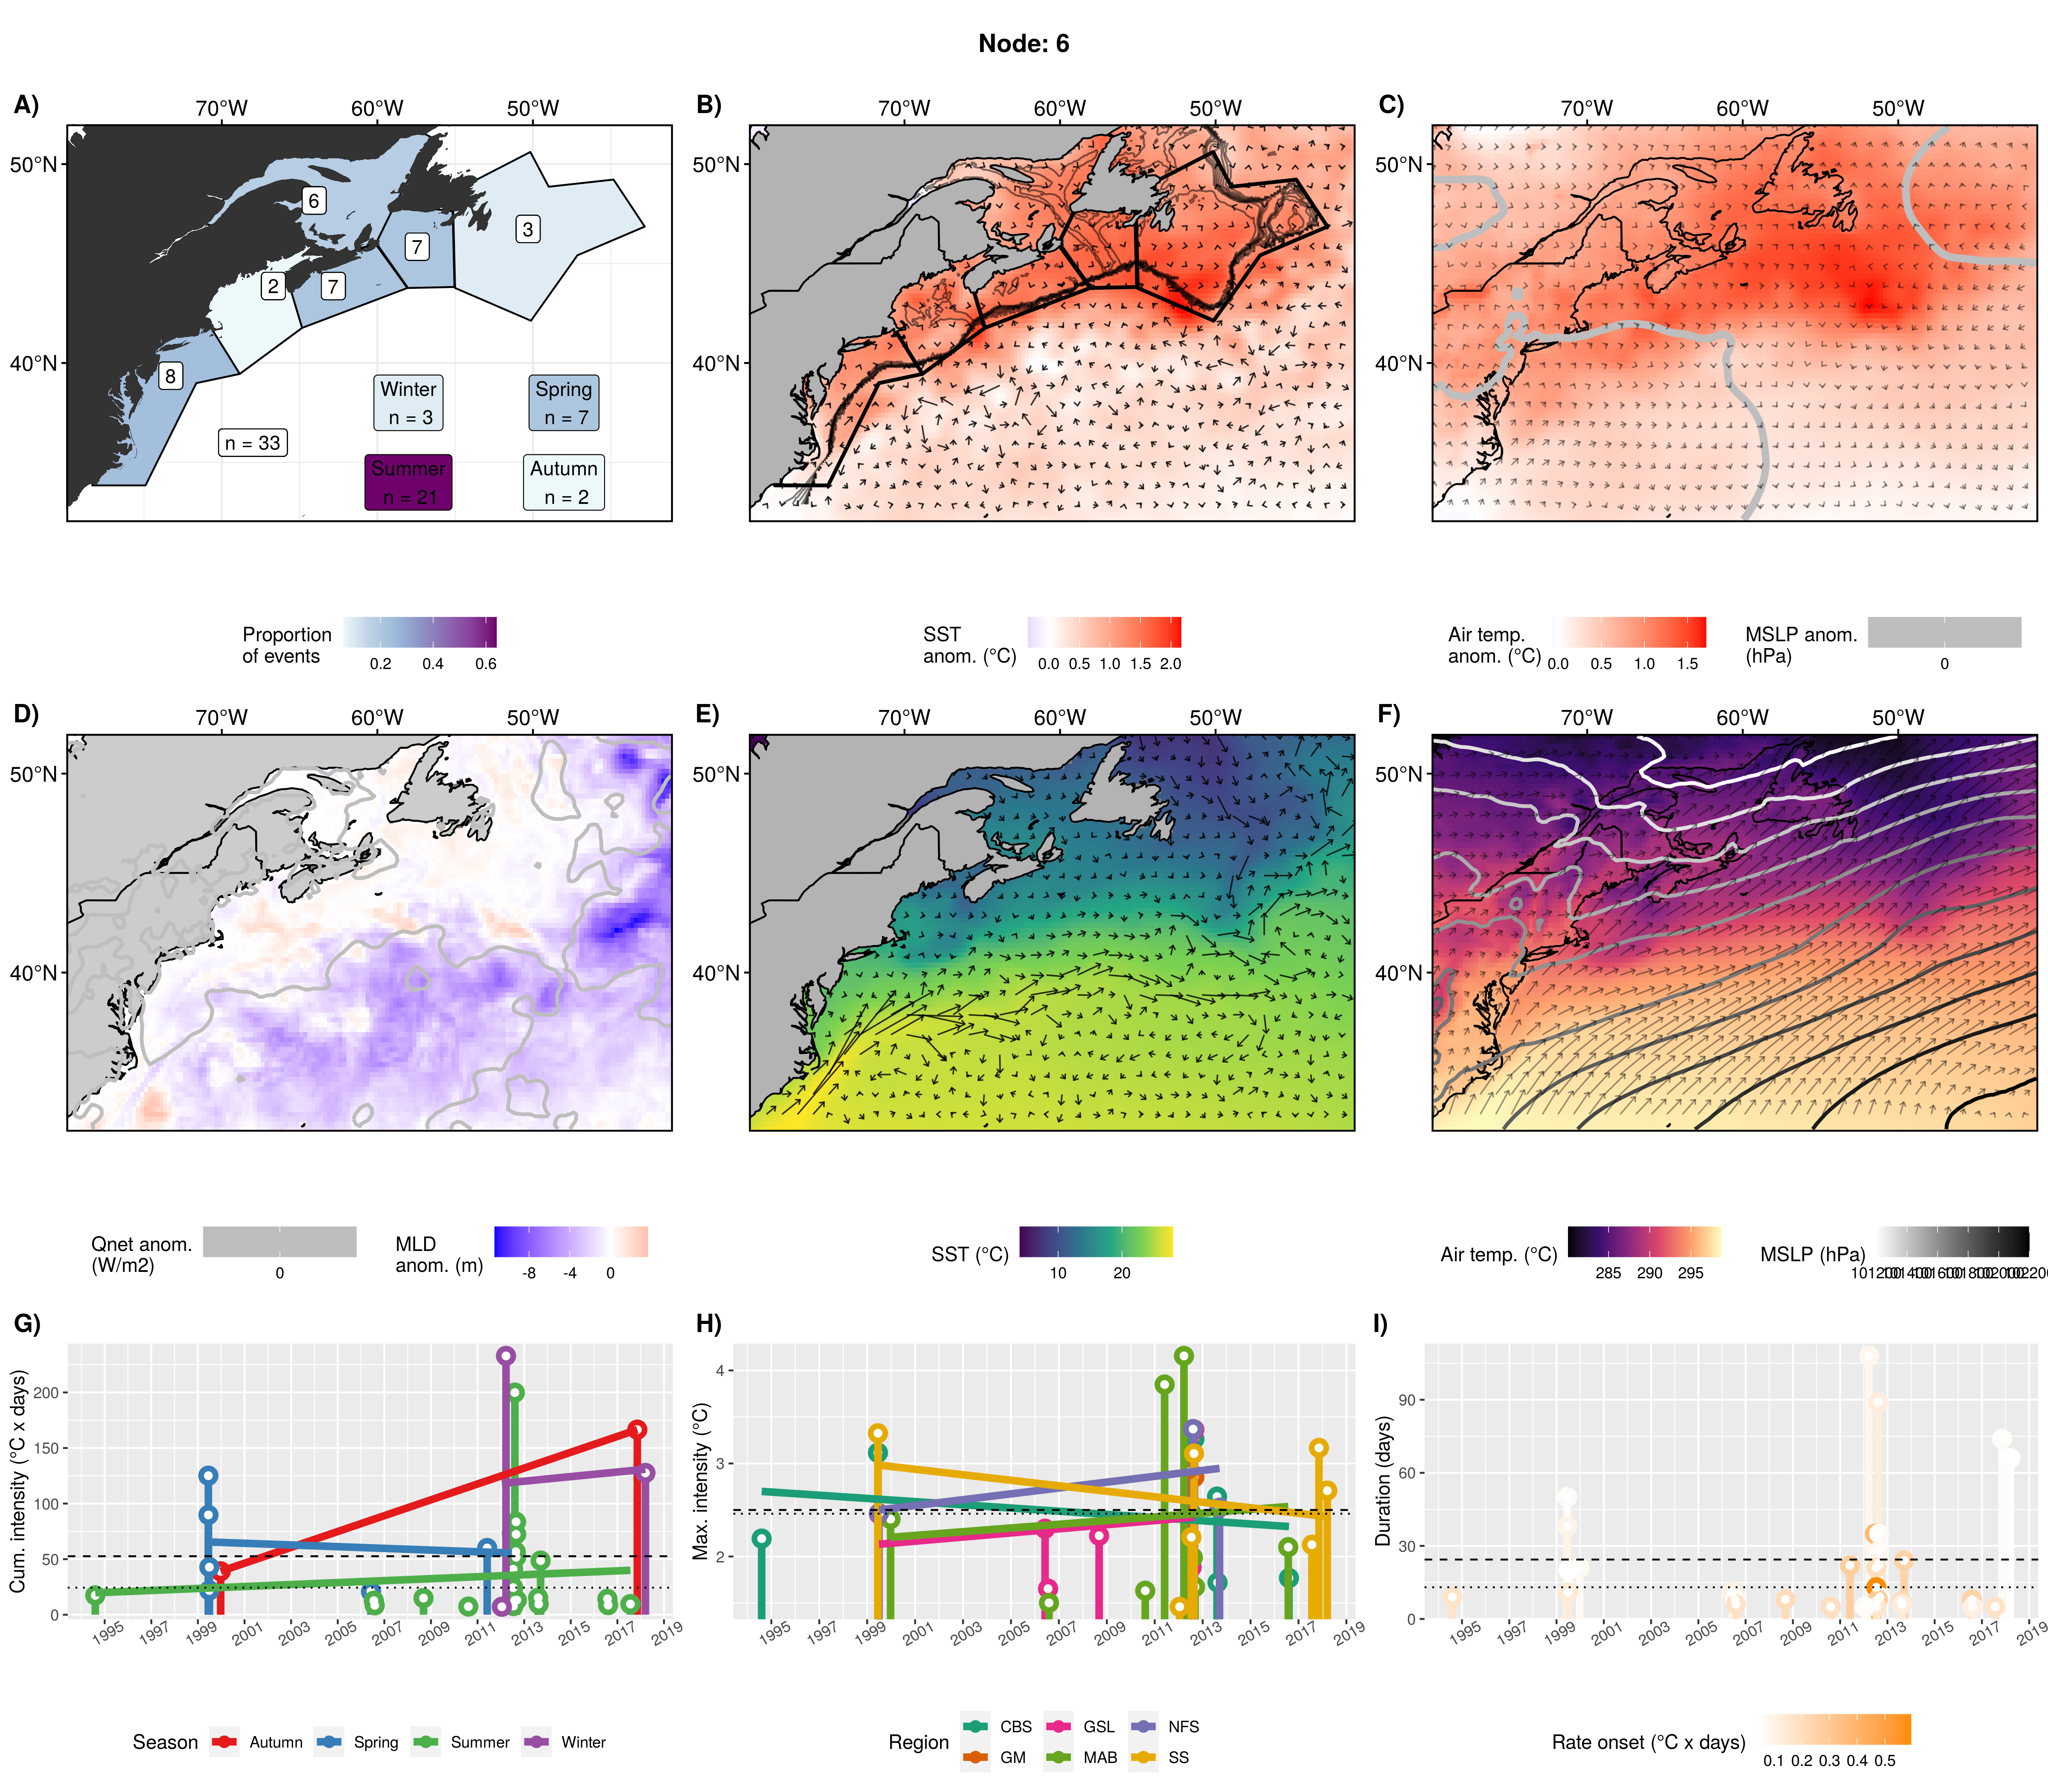 Node: 6
A)
70°W 60°W 50°W
50°N
40°N
6
7
3
2
7
8
n = 33
Winter
n = 3
Spring
n = 7
Summer
n = 21
Autumn
n = 2
Proportion
of events
0.2 0.4 0.6
B)
70°W 60°W 50°W
50°N
40°N
SST
anom. (°C)
0.0 0.5 1.0 1.5 2.0
C)
70°W 60°W 50°W
50°N
40°N
Air temp.
anom. (°C)
0.0 0.5 1.0 1.5
MSLP anom.
(hPa)
0
D)
70°W 60°W 50°W
50°N
40°N
Qnet anom.
(W/m2)
0
MLD
anom. (m)
-8 -4 0
E)
70°W 60°W 50°W
50°N
40°N
SST (°C)
10 20
F)
70°W 60°W 50°W
50°N
40°N
Air temp. (°C)
285 290 295
MSLP (hPa)
G)
Cum. intensity (°C x days)
200
150
100
50
0
1995 1997 1999 2001 2003 2005 2007 2009 2011 2013 2015 2017 2019
Season Autumn Spring Summer Winter
H)
Max. intensity (°C)
4
3
2
1995 1997 1999 2001 2003 2005 2007 2009 2011 2013 2015 2017 2019
Region
CBS GSL NFS
GM MAB SS
I)
Duration (days)
90
60
30
0
1995 1997 1999 2001 2003 2005 2007 2009 2011 2013 2015 2017 2019
Rate onset (°C x days)
0.1 0.2 0.3 0.4 0.5